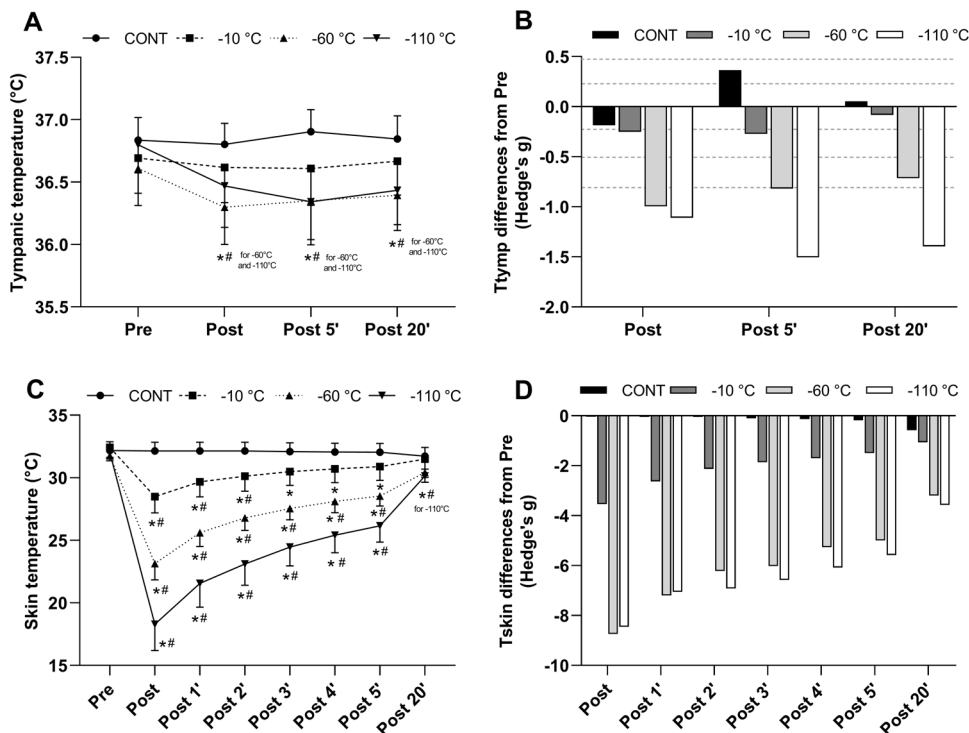 A
CONT -10 °C -60 °C -110 °C
Tympanic temperature (°C)
37.5
37.0
36.5
36.0
35.5
*# for -60°C and -110°C
*# for -60°C and -110°C
*# for -60°C and -110°C
Pre Post Post 5' Post 20'
B
CONT -10 °C -60 °C -110 °C
Ttymp differences from Pre
(Hedge's g)
0.5
0.0
-0.5
-1.0
-1.5
-2.0
Post Post 5' Post 20'
C
CONT -10 °C -60 °C -110 °C
Skin temperature (°C)
35
30
25
20
15
*# *# *# * * *
*# *# *# *# *# *#
*# *# *# *# *# *#
*#
for -110°C
Pre Post Post 1' Post 2' Post 3' Post 4' Post 5' Post 20'
D
CONT -10 °C -60 °C -110 °C
Tskin differences from Pre
(Hedge's g)
0
-2
-4
-6
-8
-10
Post Post 1' Post 2' Post 3' Post 4' Post 5' Post 20'